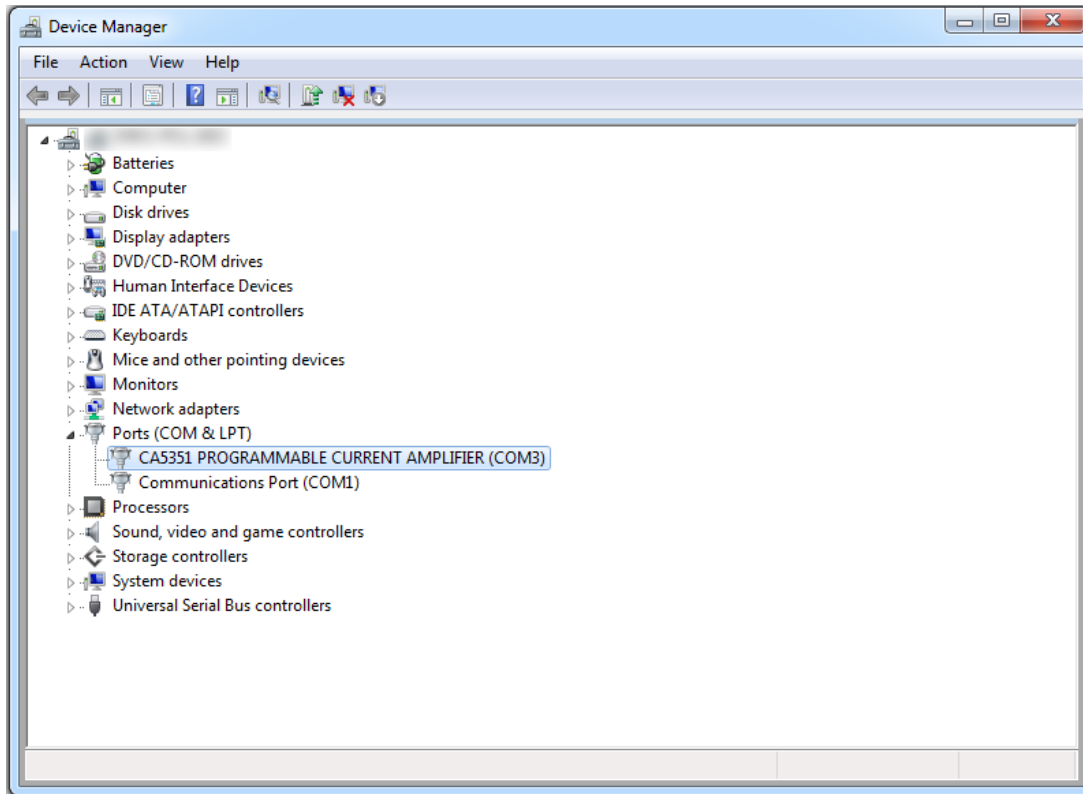 Device Manager
File Action View Help
Batteries
Computer
Disk drives
Display adapters
DVD/CD-ROM drives
Human Interface Devices
IDE ATA/ATAPI controllers
Keyboards
Mice and other pointing devices
Monitors
Network adapters
Ports (COM & LPT)
CA5351 PROGRAMMABLE CURRENT AMPLIFIER (COM3)
Communications Port (COM1)
Processors
Sound, video and game controllers
Storage controllers
System devices
Universal Serial Bus controllers